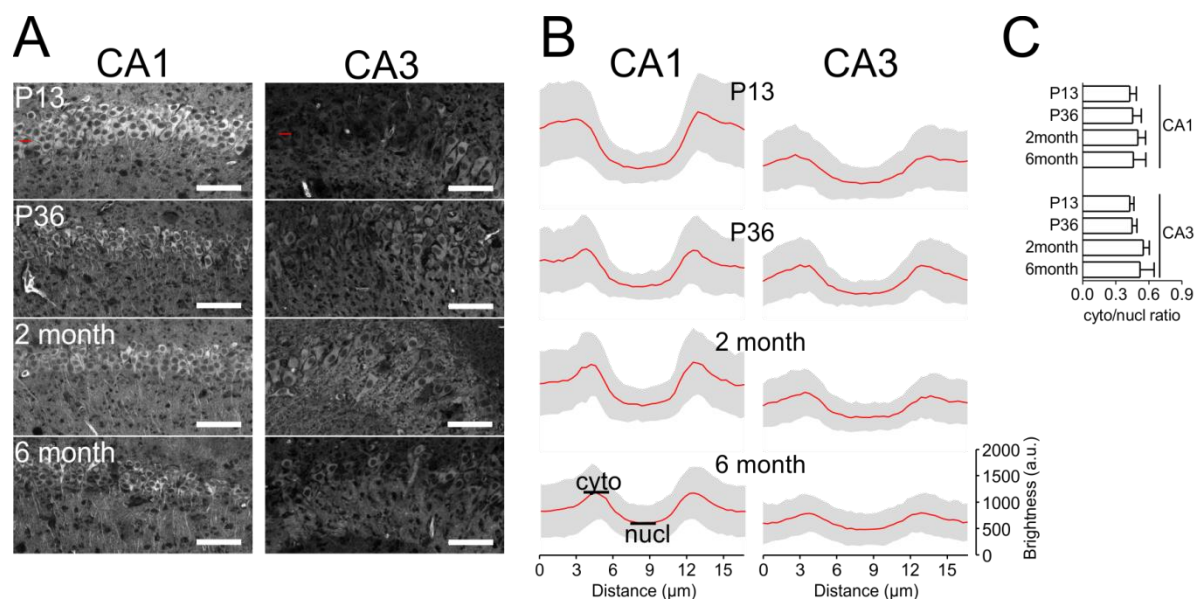 A
CA1
CA3
P13
P36
2 month
6 month
B
CA1
CA3
P13
P36
2 month
6 month
cyto
nucl
2000
1500
1000
500
0
Brightness (a.u.)
0 3 6 9 12 15
Distance (µm)
0 3 6 9 12 15
Distance (µm)
C
P13
P36
2month
6month
CA1
P13
P36
2month
6month
CA3
0.0 0.3 0.6 0.9
cyto/nucl ratio